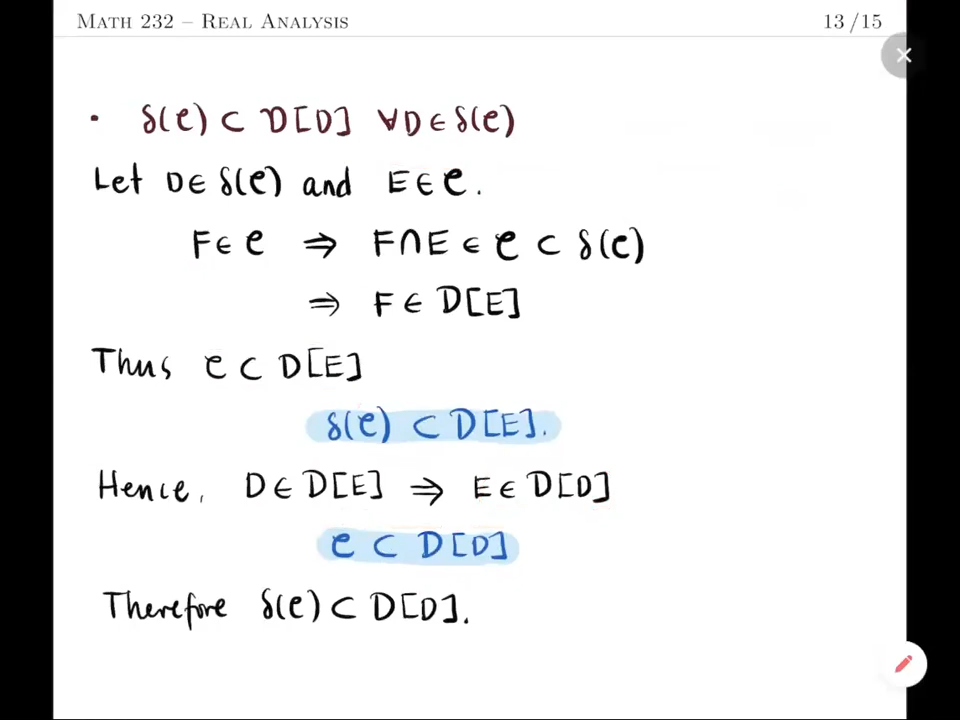 MATH 232 – REAL ANALYSIS 13/15
• δ(𝒞) ⊂ 𝒟[D] ∀D ∈ δ(𝒞)
Let D ∈ δ(𝒞) and E ∈ 𝒞.
F ∈ 𝒞 ⇒ F∩E ∈ 𝒞 ⊂ δ(𝒞)
⇒ F ∈ 𝒟[E]
Thus 𝒞 ⊂ 𝒟[E]
δ(𝒞) ⊂ 𝒟[E].
Hence, D ∈ 𝒟[E] ⇒ E ∈ 𝒟[D]
𝒞 ⊂ 𝒟[D]
Therefore δ(𝒞) ⊂ 𝒟[D].